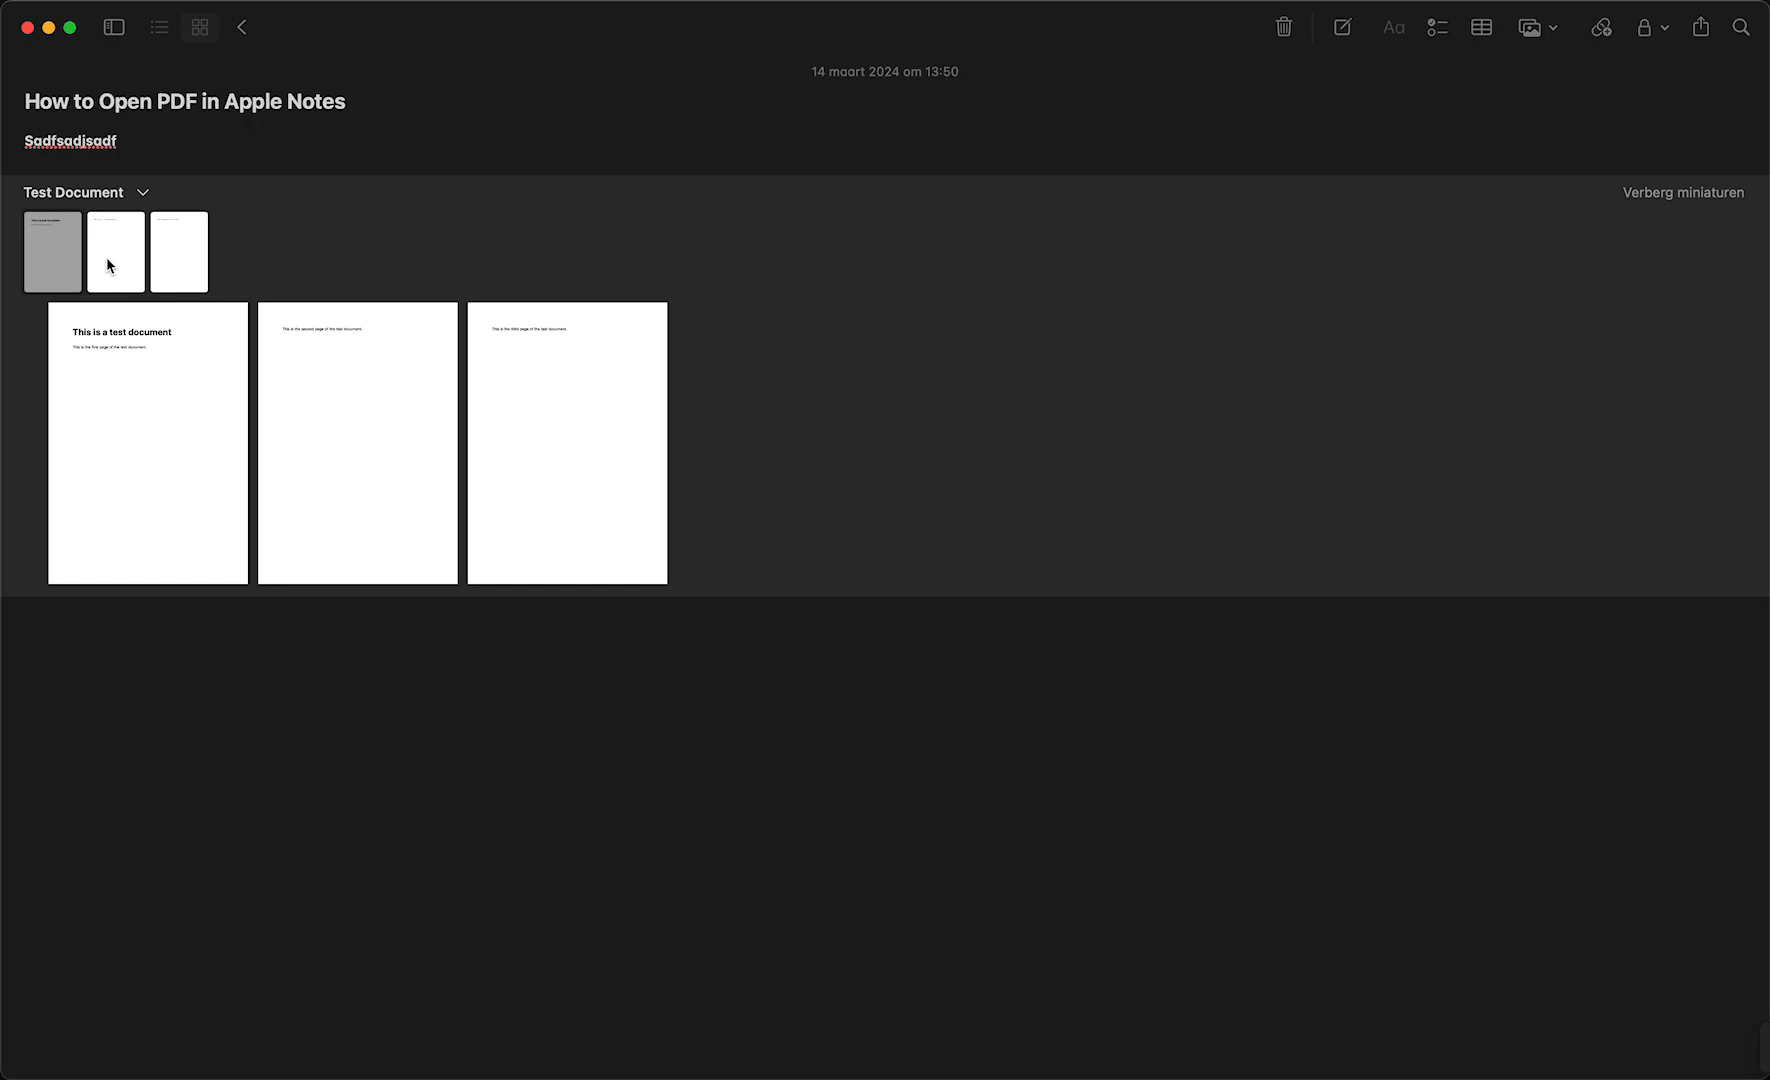 Aa
14 maart 2024 om 13:50
How to Open PDF in Apple Notes
Sadfsadjsadf
Test Document
Verberg miniaturen
This is a test document
This is the first page of the test document.
This is the second page of the test document.
This is the third page of the test document.